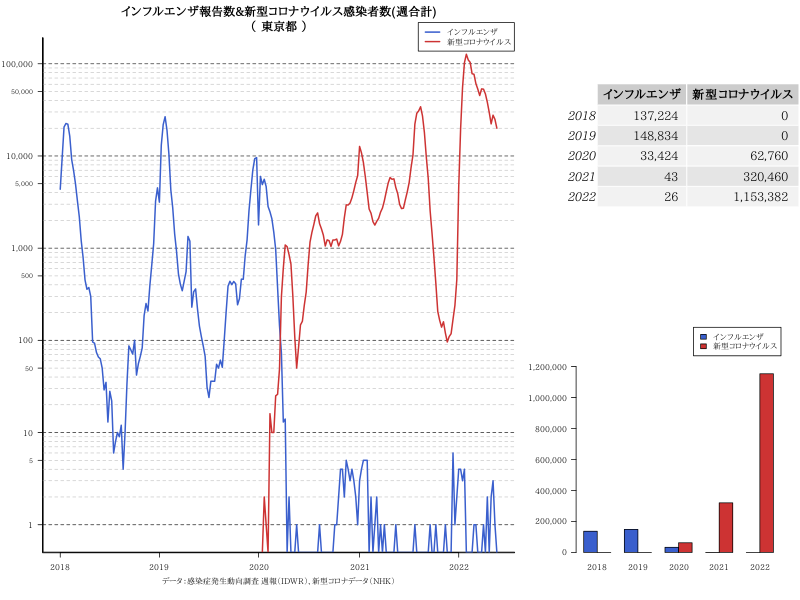 インフルエンザ報告数&新型コロナウイルス感染者数(週合計)
( 東京都 )
インフルエンザ
新型コロナウイルス
100,000
50,000
10,000
5,000
1,000
500
100
50
10
5
1
2018 2019 2020 2021 2022
データ：感染症発生動向調査 週報(IDWR)、新型コロナデータ(NHK)
インフルエンザ 新型コロナウイルス
2018 137,224 0
2019 148,834 0
2020 33,424 62,760
2021 43 320,460
2022 26 1,153,382
インフルエンザ
新型コロナウイルス
1,200,000
1,000,000
800,000
600,000
400,000
200,000
0
2018 2019 2020 2021 2022